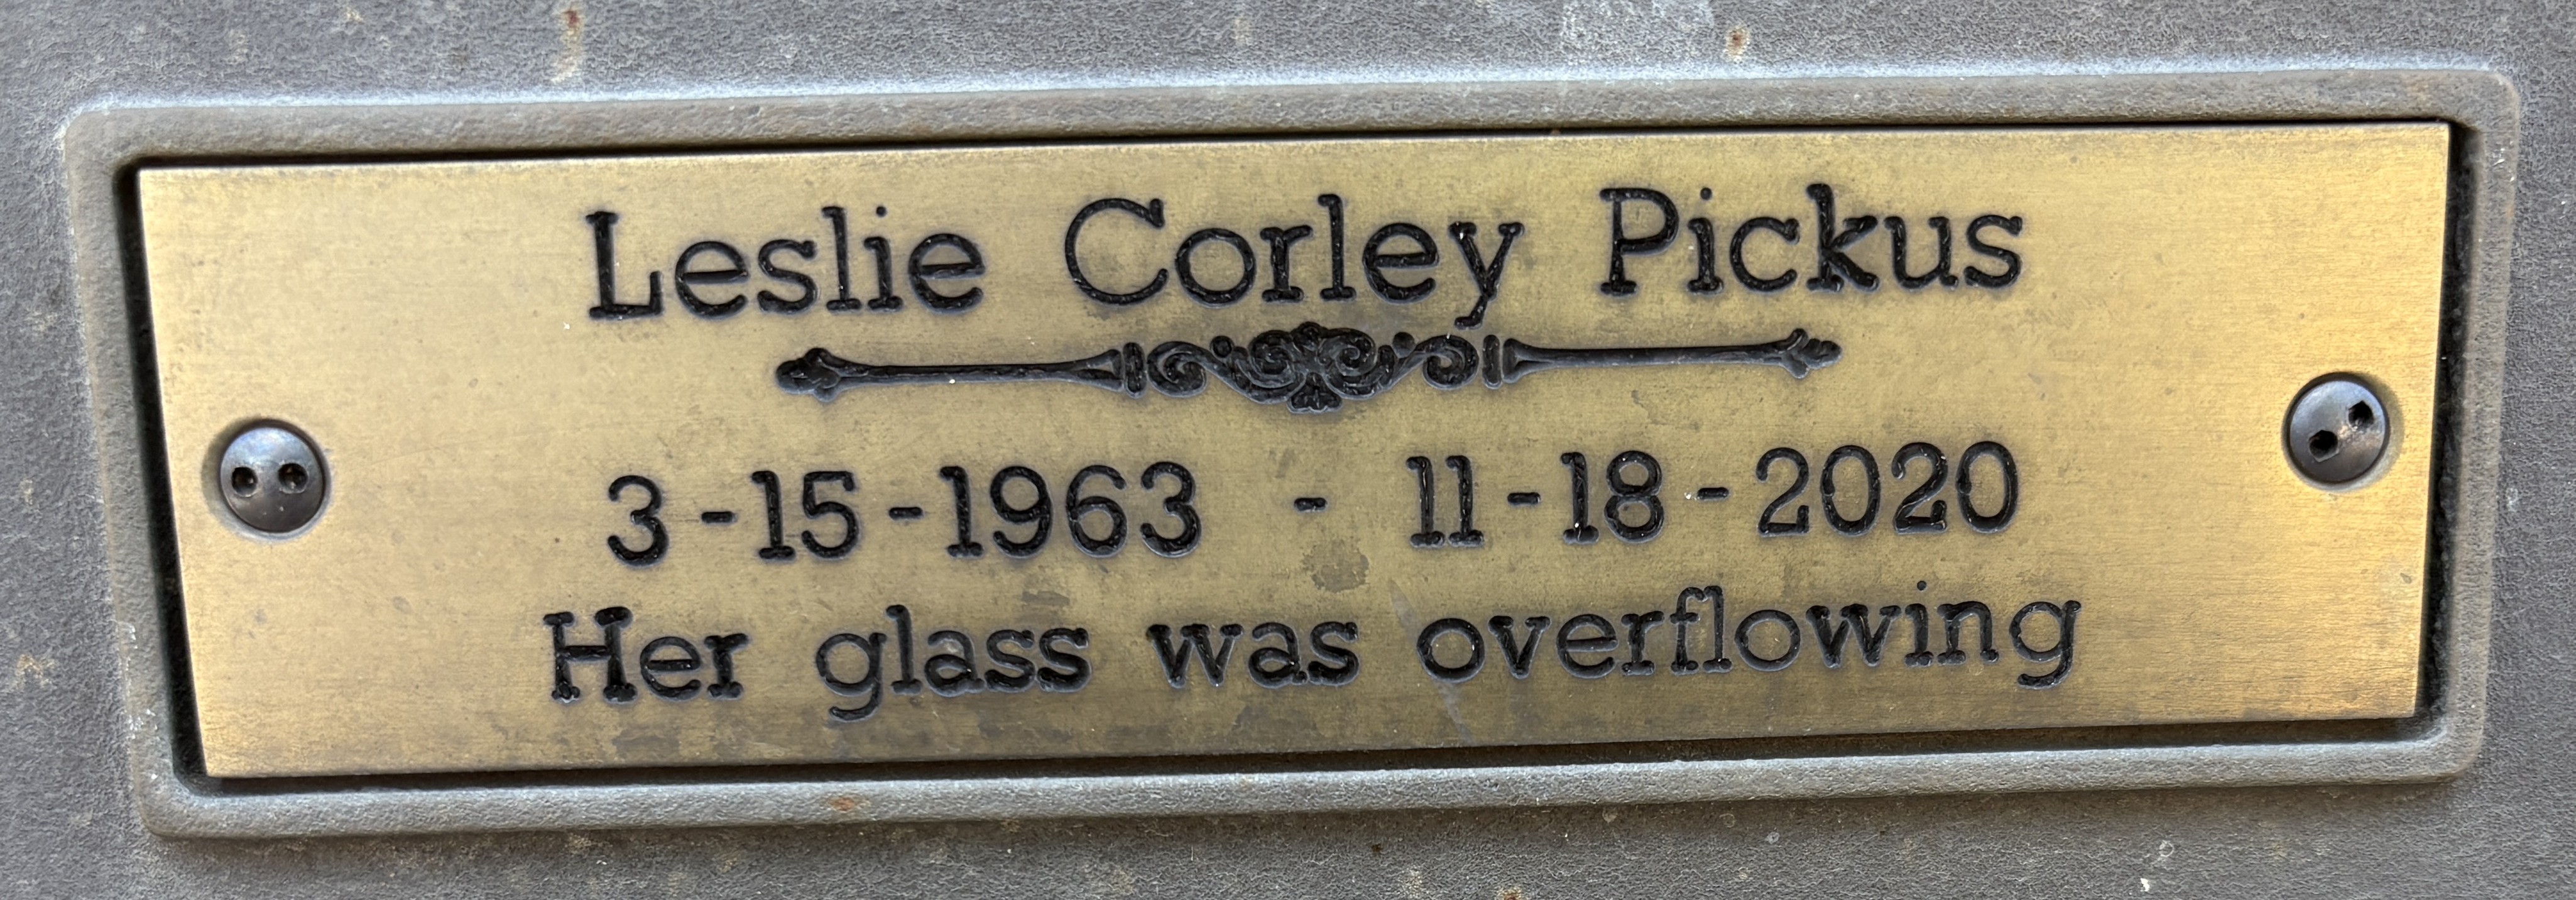 Leslie Corley Pickus
3-15-1963 - 11-18-2020
Her glass was overflowing